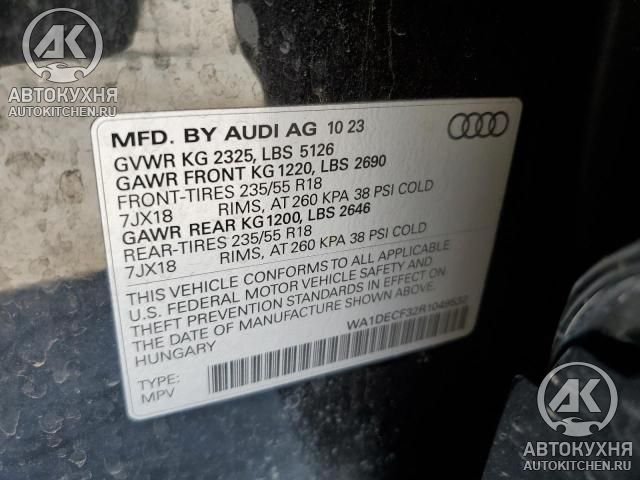 AK
АВТОКУХНЯ
AUTOKITCHEN.RU
MFD. BY AUDI AG 10 23
GVWR KG 2325, LBS 5126
GAWR FRONT KG 1220, LBS 2690
FRONT-TIRES 235/55 R18
7JX18 RIMS, AT 260 KPA 38 PSI COLD
GAWR REAR KG1200, LBS 2646
REAR-TIRES 235/55 R18
7JX18 RIMS, AT 260 KPA 38 PSI COLD
THIS VEHICLE CONFORMS TO ALL APPLICABLE
U.S. FEDERAL MOTOR VEHICLE SAFETY AND
THEFT PREVENTION STANDARDS IN EFFECT ON
THE DATE OF MANUFACTURE SHOWN ABOVE.
HUNGARY
WA1DECF32R1049532
TYPE:
MPV
AK
АВТОКУХНЯ
AUTOKITCHEN.RU